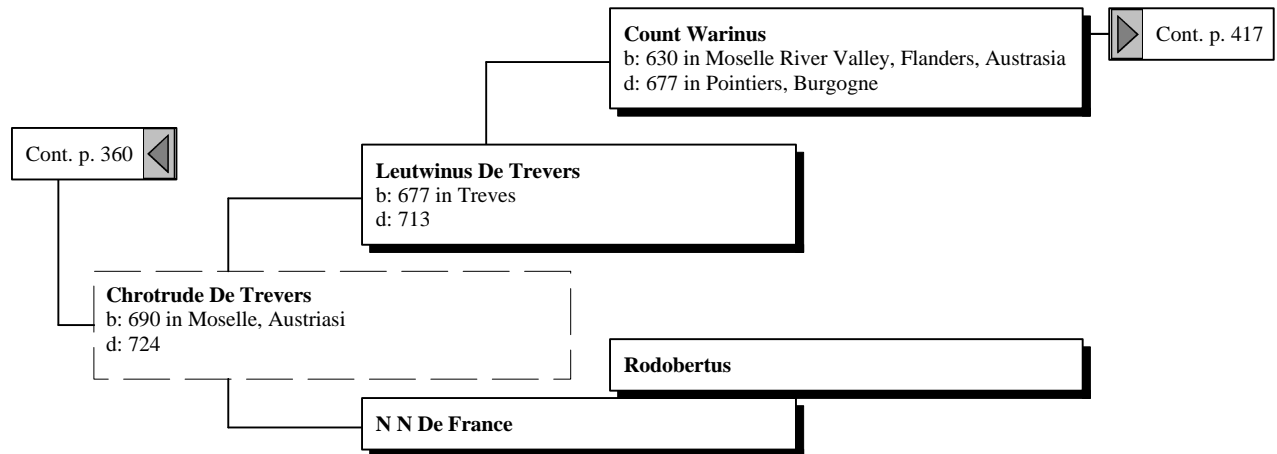 Count Warinus
b: 630 in Moselle River Valley, Flanders, Austrasia
d: 677 in Pointiers, Burgogne
Cont. p. 417
Cont. p. 360
Leutwinus De Trevers
b: 677 in Treves
d: 713
Chrotrude De Trevers
b: 690 in Moselle, Austriasi
d: 724
Rodobertus
N N De France